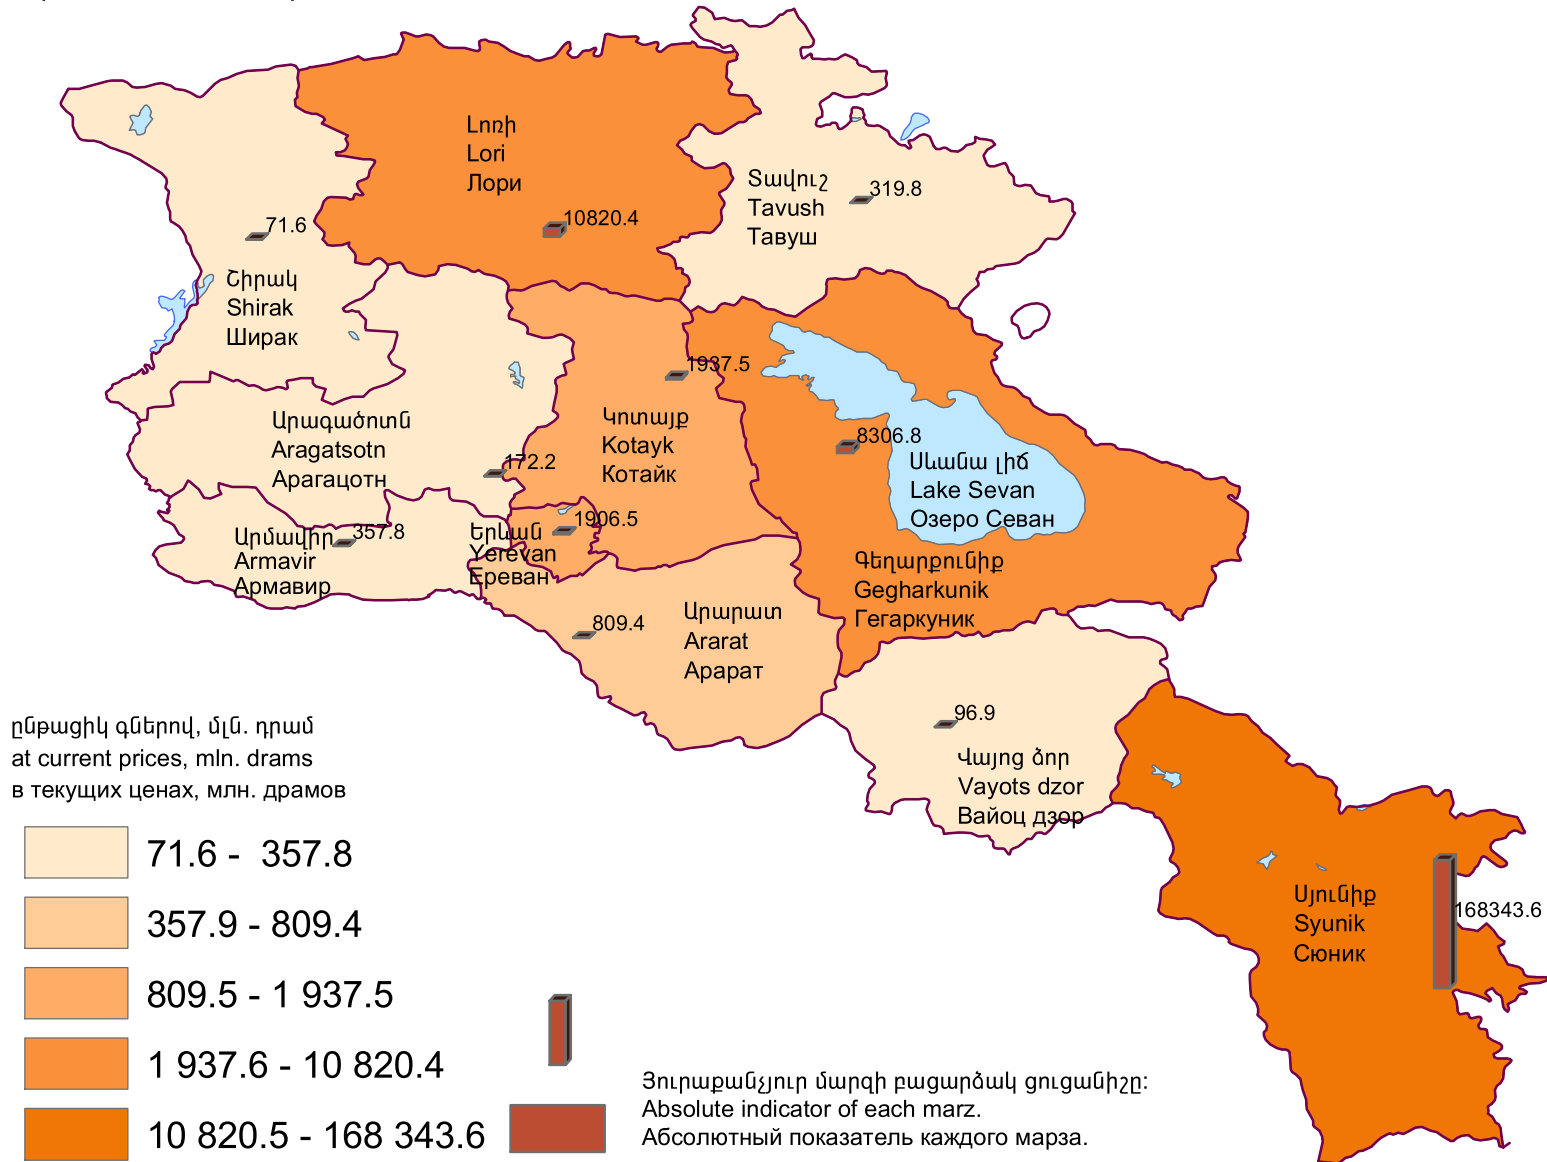 Լոռի
Lori
Лори
10820.4
Տավուշ
Tavush
Тавуш
319.8
71.6
Շիրակ
Shirak
Ширак
1937.5
Արագածոտն
Aragatsotn
Арагацотн
172.2
Կոտայք
Kotayk
Котайк
8306.8
Սևանա լիճ
Lake Sevan
Озеро Севан
Արմավիր
Armavir
Армавир
357.8
Երևան
Yerevan
Ереван
1906.5
Գեղարքունիք
Gegharkunik
Гегаркуник
809.4
Արարատ
Ararat
Арарат
96.9
Վայոց ձոր
Vayots dzor
Вайоц дзор
Սյունիք
Syunik
Сюник
168343.6
ընթացիկ գներով, մլն. դրամ
at current prices, mln. drams
в текущих ценах, млн. драмов
71.6 - 357.8
357.9 - 809.4
809.5 - 1 937.5
1 937.6 - 10 820.4
10 820.5 - 168 343.6
Յուրաքանչյուր մարզի բացարձակ ցուցանիշը:
Absolute indicator of each marz.
Абсолютный показатель каждого марза.